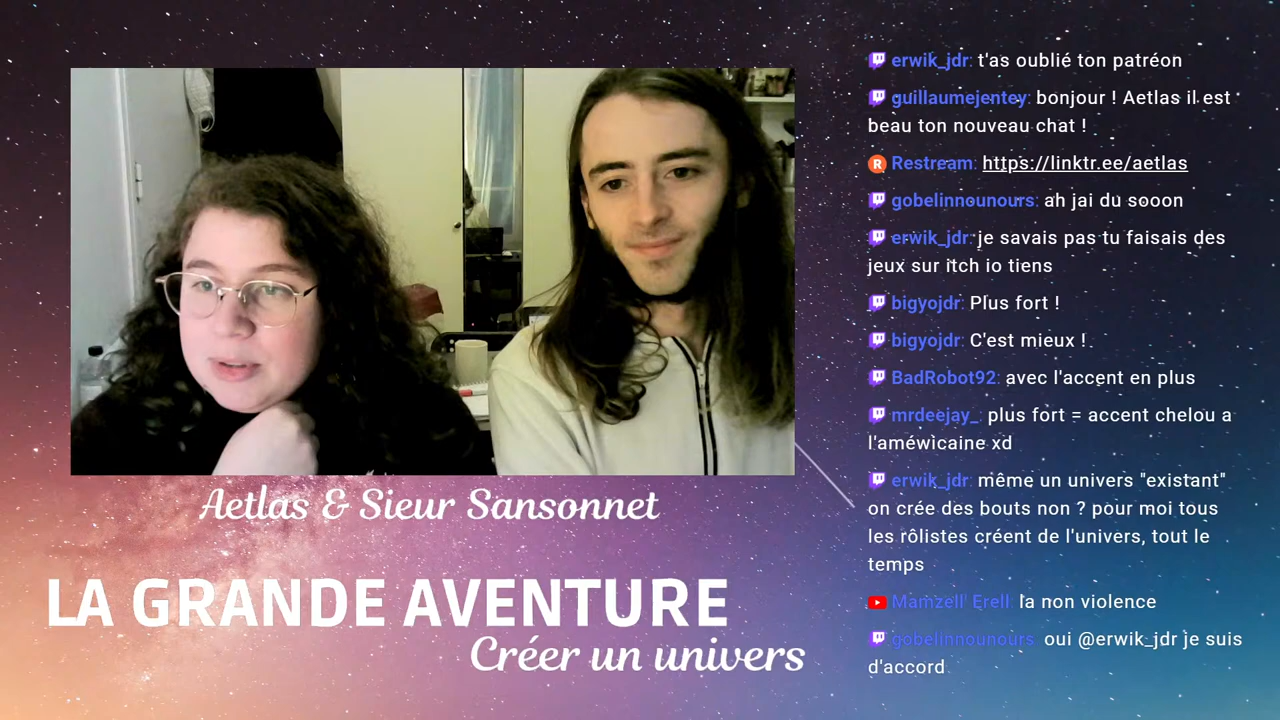 Aetlas & Sieur Sansonnet
LA GRANDE AVENTURE
Créer un univers
erwik_jdr: t'as oublié ton patréon
guillaumejentey: bonjour ! Aetlas il est
beau ton nouveau chat !
R Restream: https://linktr.ee/aetlas
gobelinnounours: ah jai du sooon
erwik_jdr: je savais pas tu faisais des
jeux sur itch io tiens
bigyojdr: Plus fort !
bigyojdr: C'est mieux !
BadRobot92: avec l'accent en plus
mrdeejay_: plus fort = accent chelou a
l'améwicaine xd
erwik_jdr: même un univers "existant"
on crée des bouts non ? pour moi tous
les rôlistes créent de l'univers, tout le
temps
Mamzell' Erell: la non violence
gobelinnounours: oui @erwik_jdr je suis
d'accord